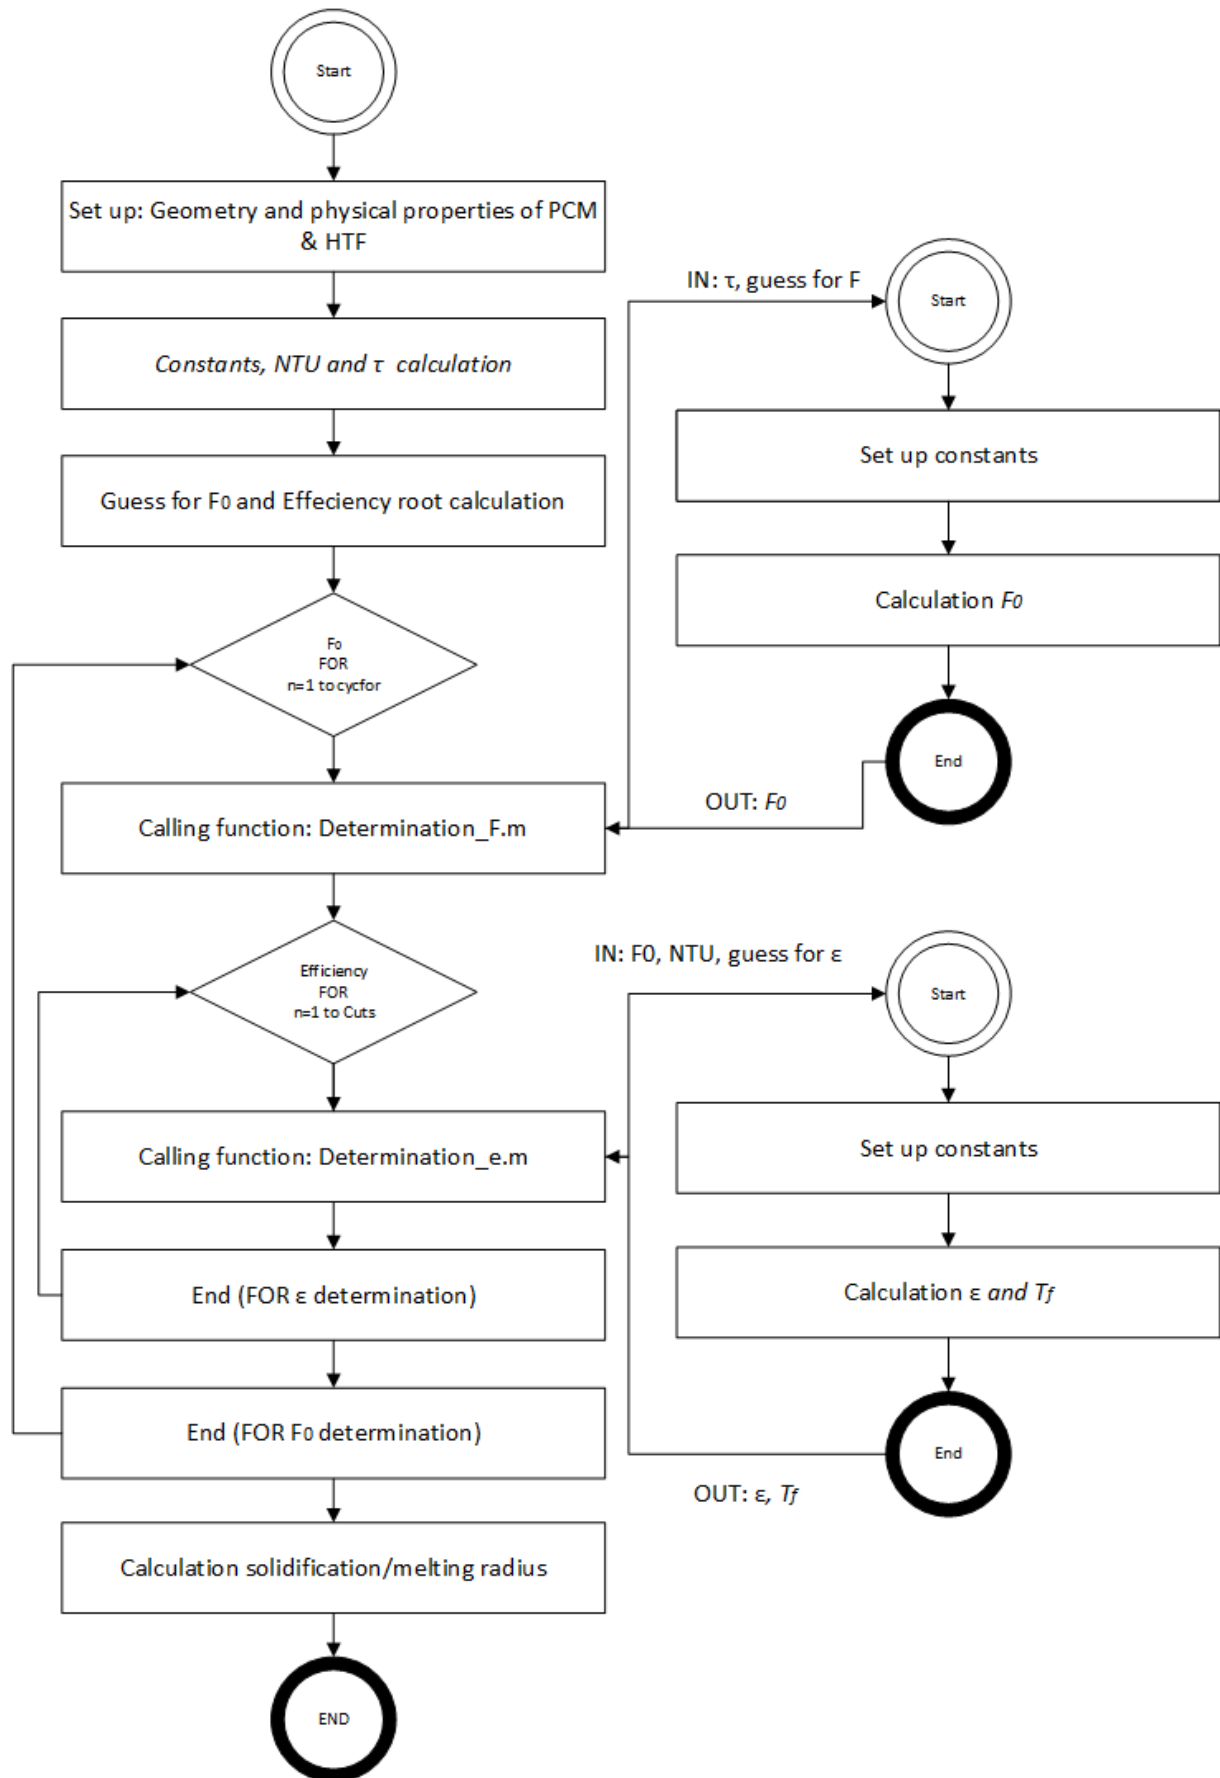 Start
Set up: Geometry and physical properties of PCM
& HTF
Constants, NTU and τ calculation
Guess for F0 and Effeciency root calculation
F0
FOR
n=1 to cycfor
Calling function: Determination_F.m
Efficiency
FOR
n=1 to Cuts
Calling function: Determination_e.m
End (FOR ε determination)
End (FOR F0 determination)
Calculation solidification/melting radius
END
IN: τ, guess for F
Start
Set up constants
Calculation F0
End
OUT: F0
IN: F0, NTU, guess for ε
Start
Set up constants
Calculation ε and Tf
End
OUT: ε, Tf